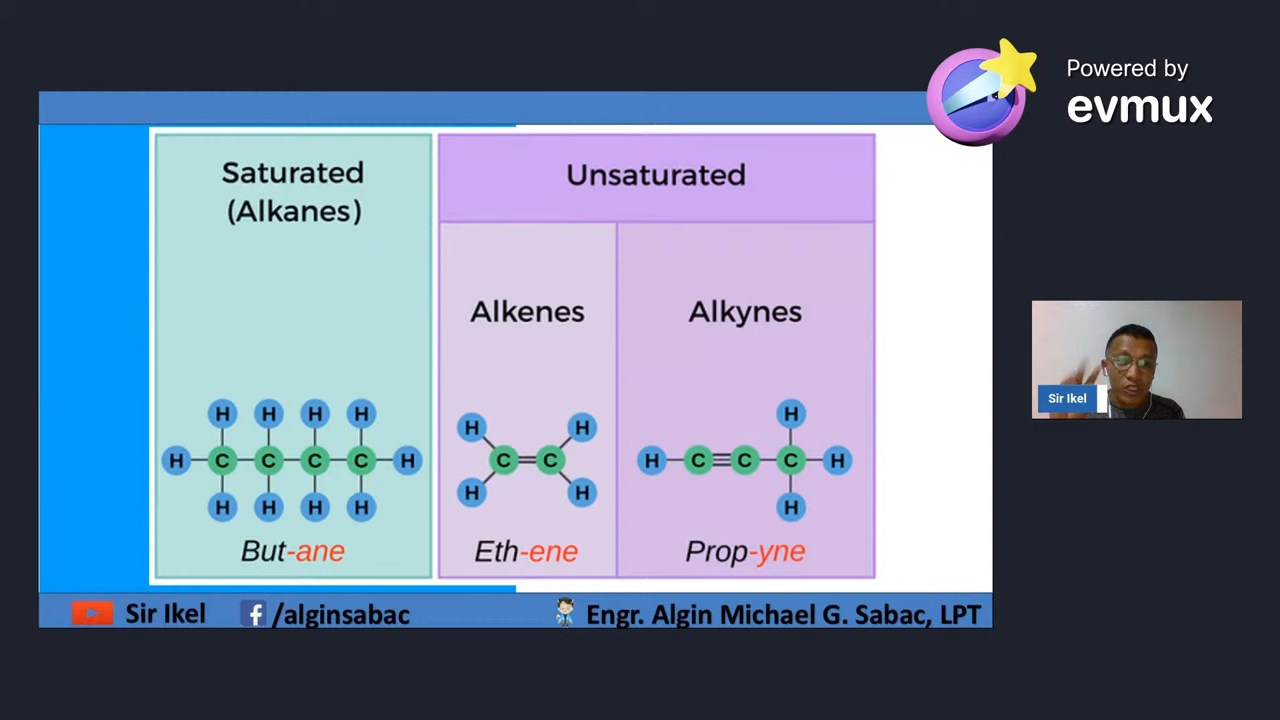 Powered by
evmux
Saturated
(Alkanes)
Unsaturated
Alkenes
Alkynes
H H H H
H C C C C H
H H H H
But-ane
H H
C C
H H
Eth-ene
H
H C C C H
H
Prop-yne
Sir Ikel
Sir Ikel
/alginsabac
Engr. Algin Michael G. Sabac, LPT